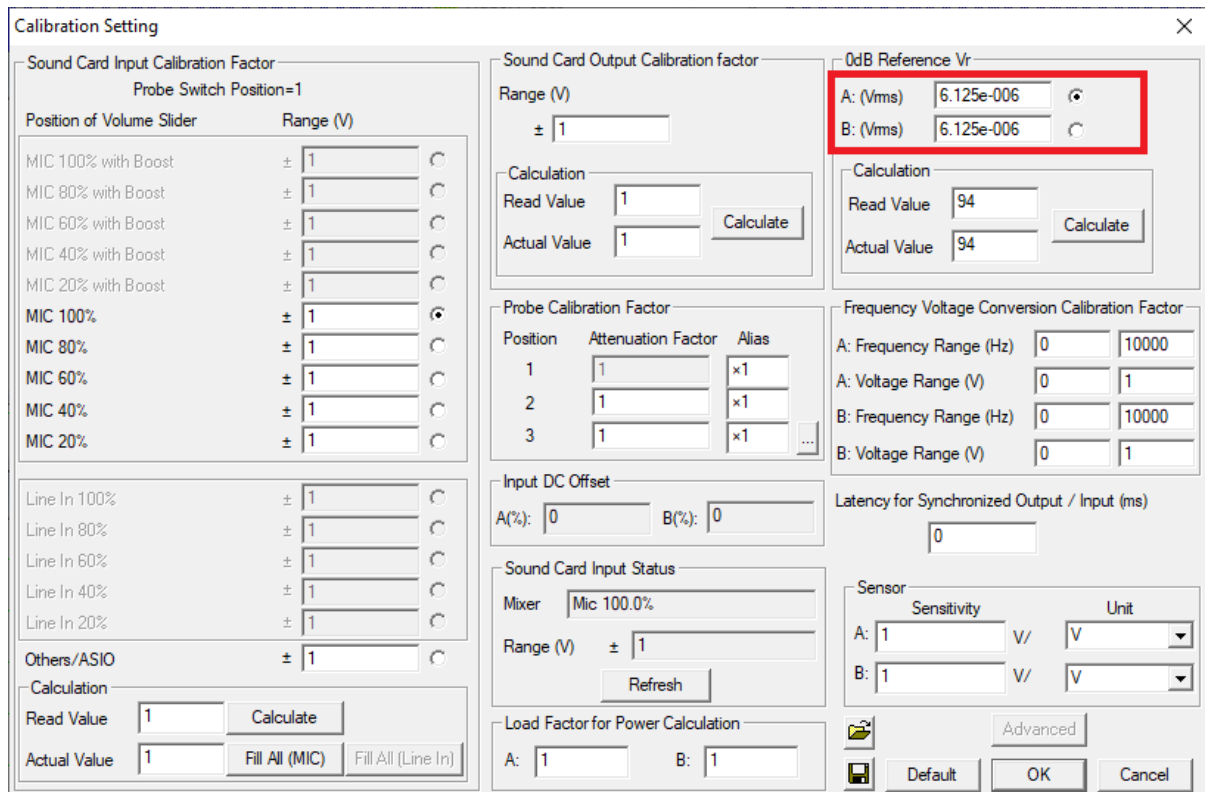 Calibration Setting
Sound Card Input Calibration Factor
Probe Switch Position=1
Position of Volume Slider Range (V)
MIC 100% with Boost ± 1
MIC 80% with Boost ± 1
MIC 60% with Boost ± 1
MIC 40% with Boost ± 1
MIC 20% with Boost ± 1
MIC 100% ± 1
MIC 80% ± 1
MIC 60% ± 1
MIC 40% ± 1
MIC 20% ± 1
Line In 100% ± 1
Line In 80% ± 1
Line In 60% ± 1
Line In 40% ± 1
Line In 20% ± 1
Others/ASIO ± 1
Calculation
Read Value 1 Calculate
Actual Value 1 Fill All (MIC) Fill All (Line In)
Sound Card Output Calibration factor
Range (V)
± 1
Calculation
Read Value 1
Actual Value 1
Calculate
Probe Calibration Factor
Position Attenuation Factor Alias
1 1 ×1
2 1 ×1
3 1 ×1 ...
Input DC Offset
A(%): 0 B(%): 0
Sound Card Input Status
Mixer Mic 100.0%
Range (V) ± 1
Refresh
Load Factor for Power Calculation
A: 1 B: 1
0dB Reference Vr
A: (Vrms) 6.125e-006
B: (Vrms) 6.125e-006
Calculation
Read Value 94
Actual Value 94
Calculate
Frequency Voltage Conversion Calibration Factor
A: Frequency Range (Hz) 0 10000
A: Voltage Range (V) 0 1
B: Frequency Range (Hz) 0 10000
B: Voltage Range (V) 0 1
Latency for Synchronized Output / Input (ms)
0
Sensor
Sensitivity Unit
A: 1 V/ V
B: 1 V/ V
Advanced
Default OK Cancel